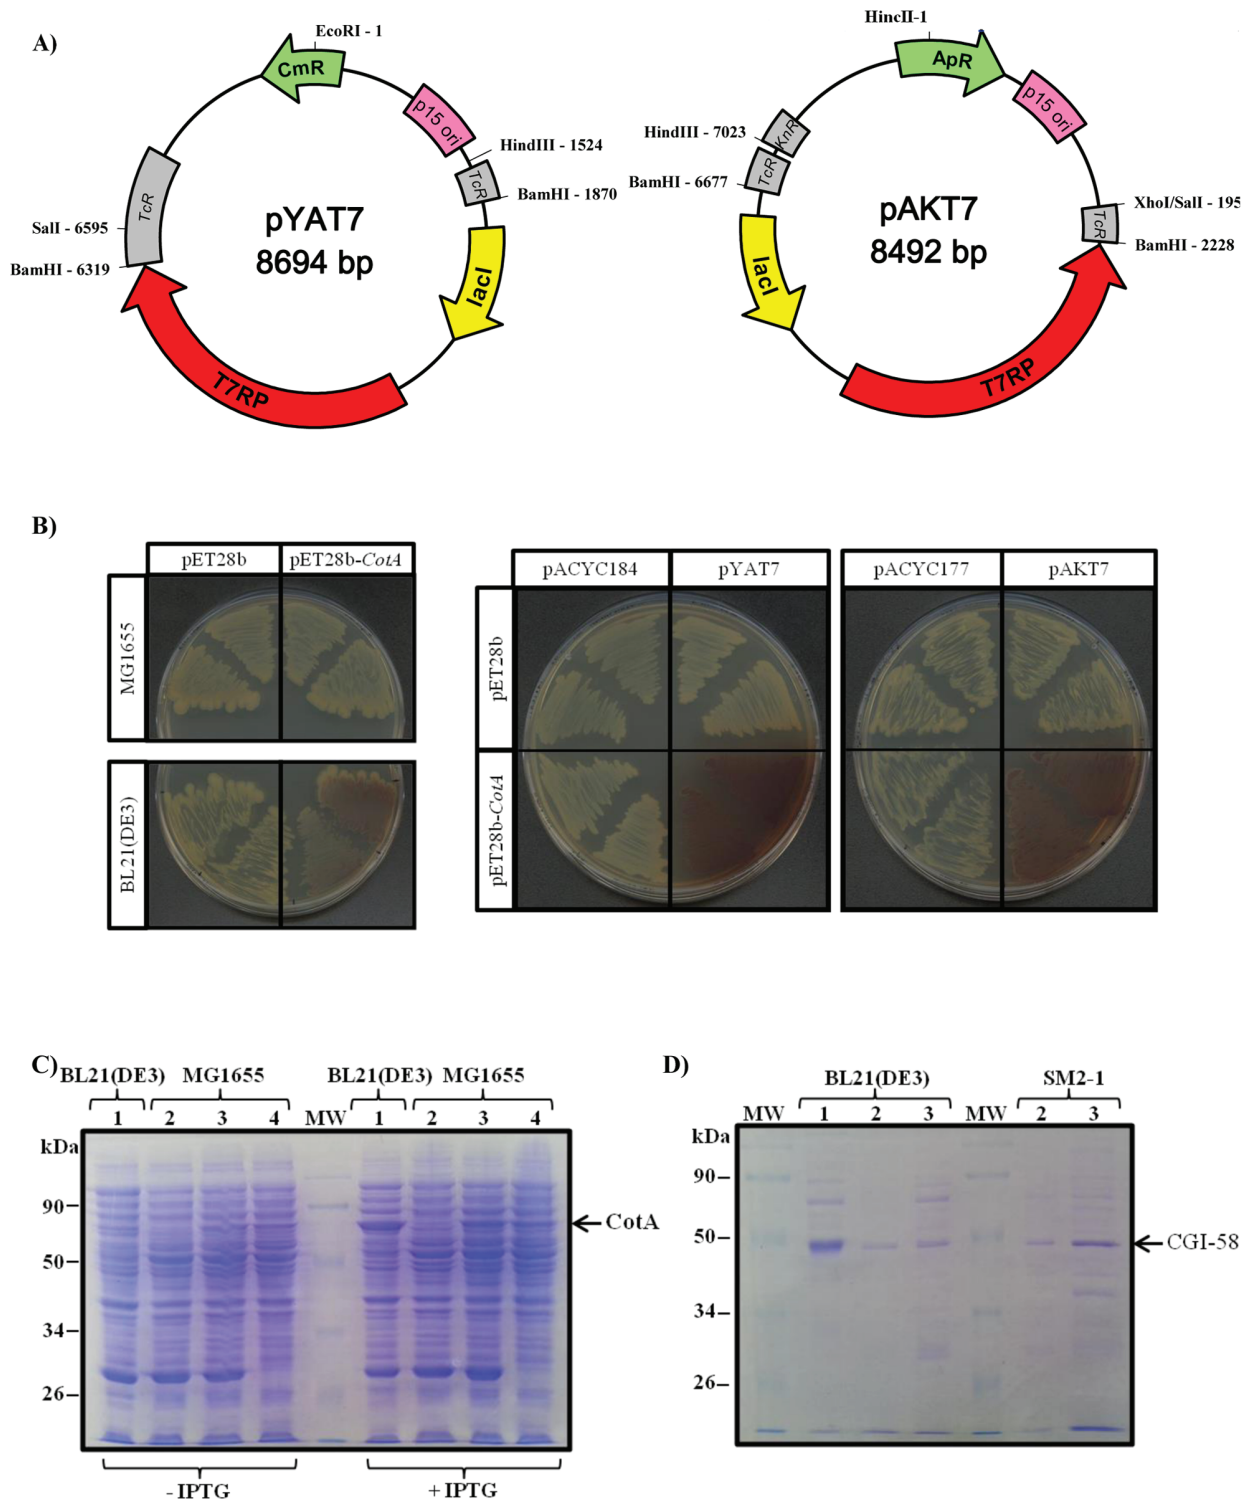 A)
EcoRI - 1
CmR
p15 ori
HindIII - 1524
TcR
BamHI - 1870
pYAT7
8694 bp
TcR
SalI - 6595
BamHI - 6319
lacI
T7RP
HincII-1
ApR
p15 ori
HindIII - 7023
KnR
TcR
BamHI - 6677
pAKT7
8492 bp
XhoI/SalI - 195
TcR
BamHI - 2228
lacI
T7RP
B)
pET28b
pET28b-CotA
MG1655
BL21(DE3)
pACYC184
pYAT7
pACYC177
pAKT7
pET28b
pET28b-CotA
C)
BL21(DE3) MG1655 BL21(DE3) MG1655
1 2 3 4 MW 1 2 3 4
kDa
90
50
34
26
CotA
- IPTG
+ IPTG
D)
BL21(DE3) SM2-1
MW 1 2 3 MW 2 3
kDa
90
50
34
26
CGI-58